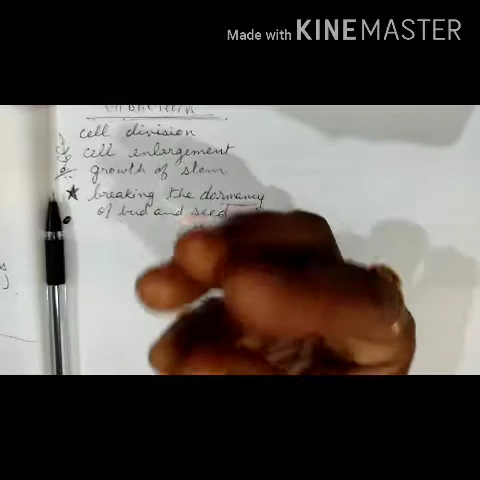 Made with KINEMASTER
cell division
cell enlargement
growth of stem
★ breaking the dormancy
of bud and seed